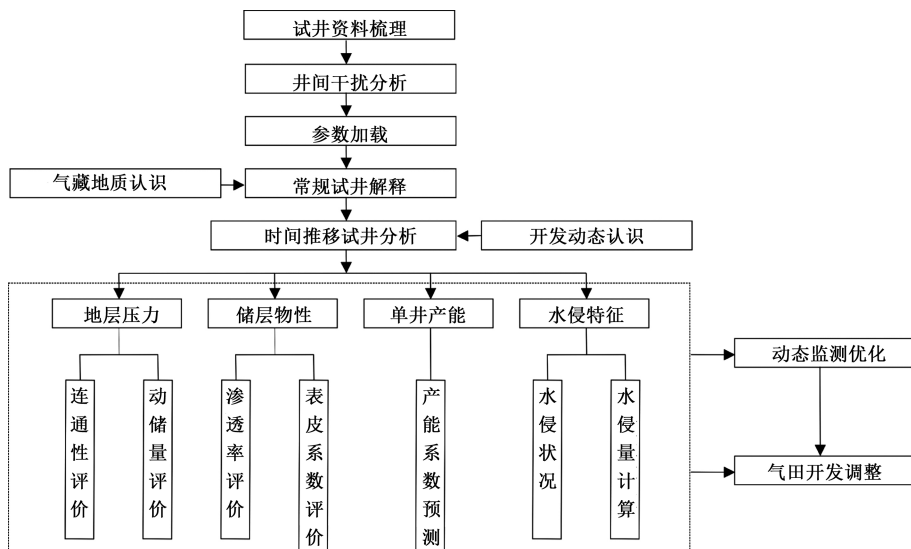 试井资料梳理
井间干扰分析
参数加载
气藏地质认识
常规试井解释
时间推移试井分析
开发动态认识
地层压力
储层物性
单井产能
水侵特征
动态监测优化
连通性评价
动储量评价
渗透率评价
表皮系数评价
产能系数预测
水侵状况
水侵量计算
气田开发调整